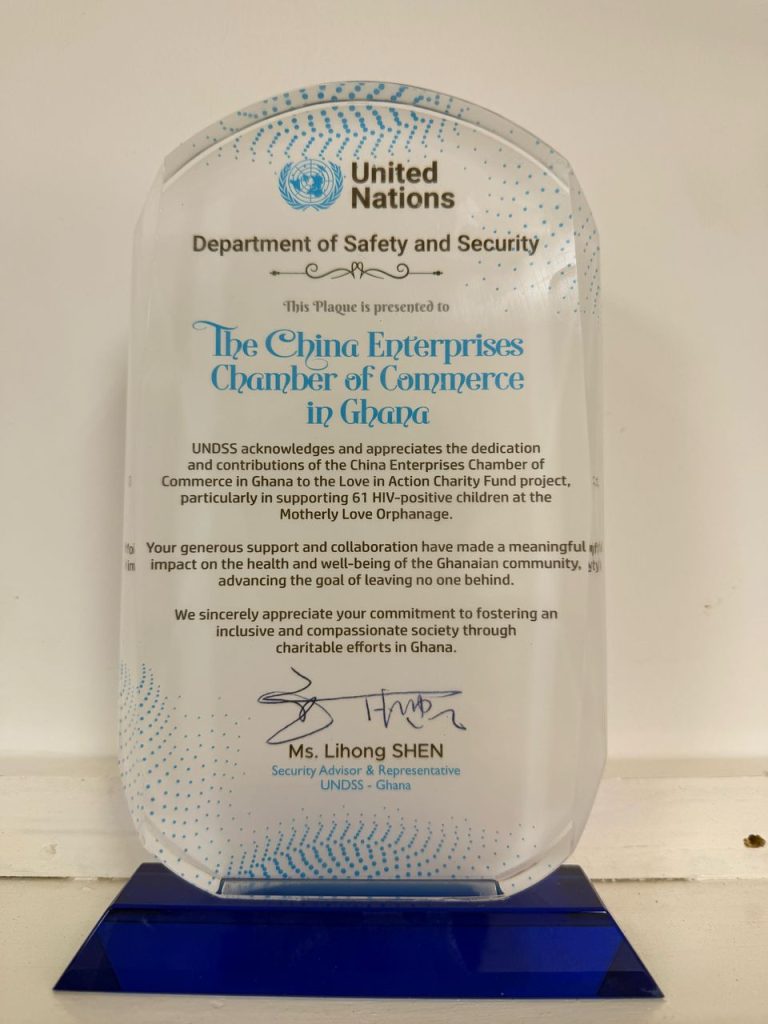 United
Nations
Department of Safety and Security
This Plaque is presented to
The China Enterprises
Chamber of Commerce
in Ghana
UNDSS acknowledges and appreciates the dedication
and contributions of the China Enterprises Chamber of
Commerce in Ghana to the Love in Action Charity Fund project,
particularly in supporting 61 HIV-positive children at the
Motherly Love Orphanage.
Your generous support and collaboration have made a meaningful
impact on the health and well-being of the Ghanaian community,
advancing the goal of leaving no one behind.
We sincerely appreciate your commitment to fostering an
inclusive and compassionate society through
charitable efforts in Ghana.
Ms. Lihong SHEN
Security Advisor & Representative
UNDSS - Ghana